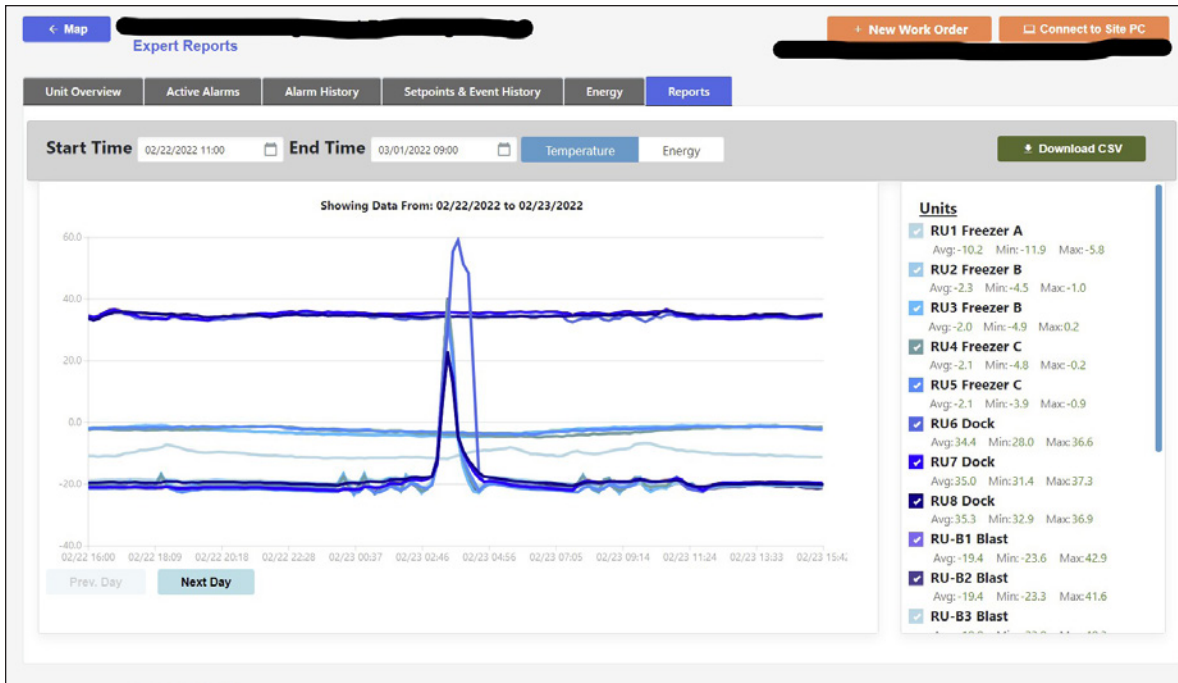 ← Map
Expert Reports
+ New Work Order
Connect to Site PC
Unit Overview
Active Alarms
Alarm History
Setpoints & Event History
Energy
Reports
Start Time 02/22/2022 11:00
End Time 03/01/2022 09:00
Temperature
Energy
Download CSV
Showing Data From: 02/22/2022 to 02/23/2022
60.0
40.0
20.0
0.0
-20.0
-40.0
02/22 16:00 02/22 18:09 02/22 20:18 02/22 22:28 02/23 00:37 02/23 02:46 02/23 04:56 02/23 07:05 02/23 09:14 02/23 11:24 02/23 13:33 02/23 15:42
Prev. Day
Next Day
Units
RU1 Freezer A
Avg:-10.2 Min:-11.9 Max:-5.8
RU2 Freezer B
Avg:-2.3 Min:-4.5 Max:-1.0
RU3 Freezer B
Avg:-2.0 Min:-4.9 Max:0.2
RU4 Freezer C
Avg:-2.1 Min:-4.8 Max:-0.2
RU5 Freezer C
Avg:-2.1 Min:-3.9 Max:-0.9
RU6 Dock
Avg:34.4 Min:28.0 Max:36.6
RU7 Dock
Avg:35.0 Min:31.4 Max:37.3
RU8 Dock
Avg:35.3 Min:32.9 Max:36.9
RU-B1 Blast
Avg:-19.4 Min:-23.6 Max:42.9
RU-B2 Blast
Avg:-19.4 Min:-23.3 Max:41.6
RU-B3 Blast